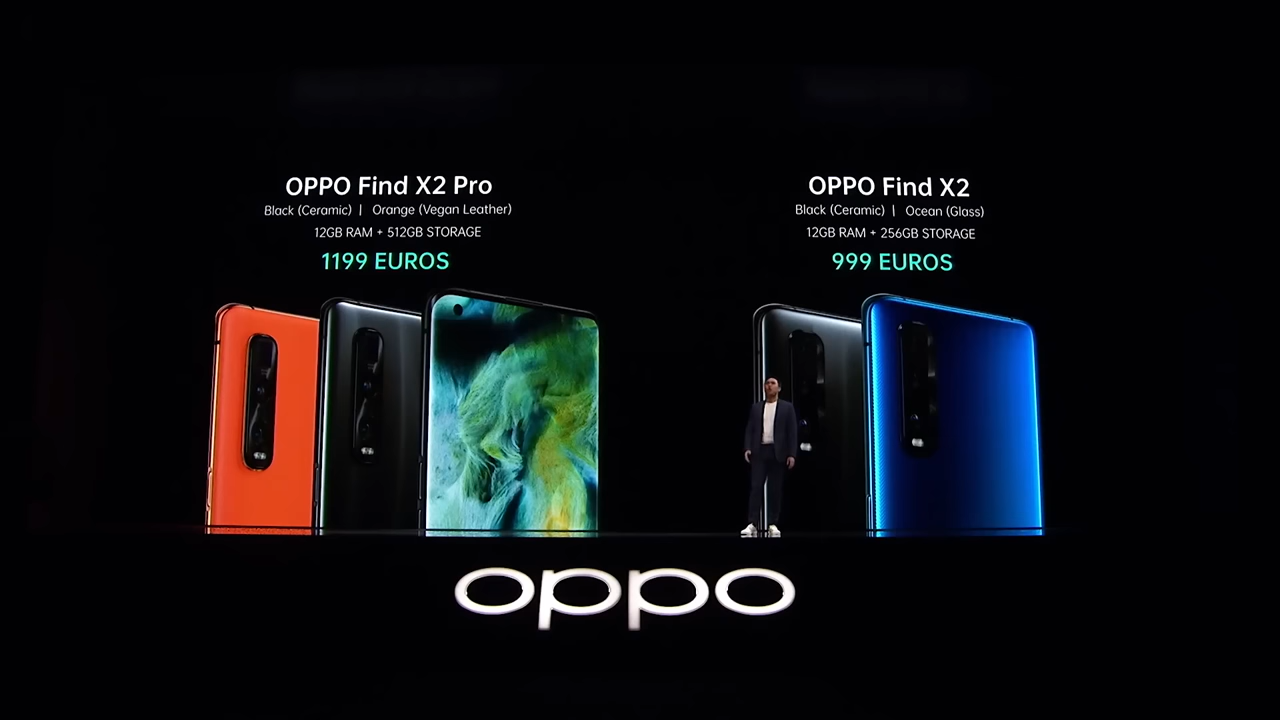 OPPO Find X2 Pro
Black (Ceramic) | Orange (Vegan Leather)
12GB RAM + 512GB STORAGE
1199 EUROS
OPPO Find X2
Black (Ceramic) | Ocean (Glass)
12GB RAM + 256GB STORAGE
999 EUROS
oppo